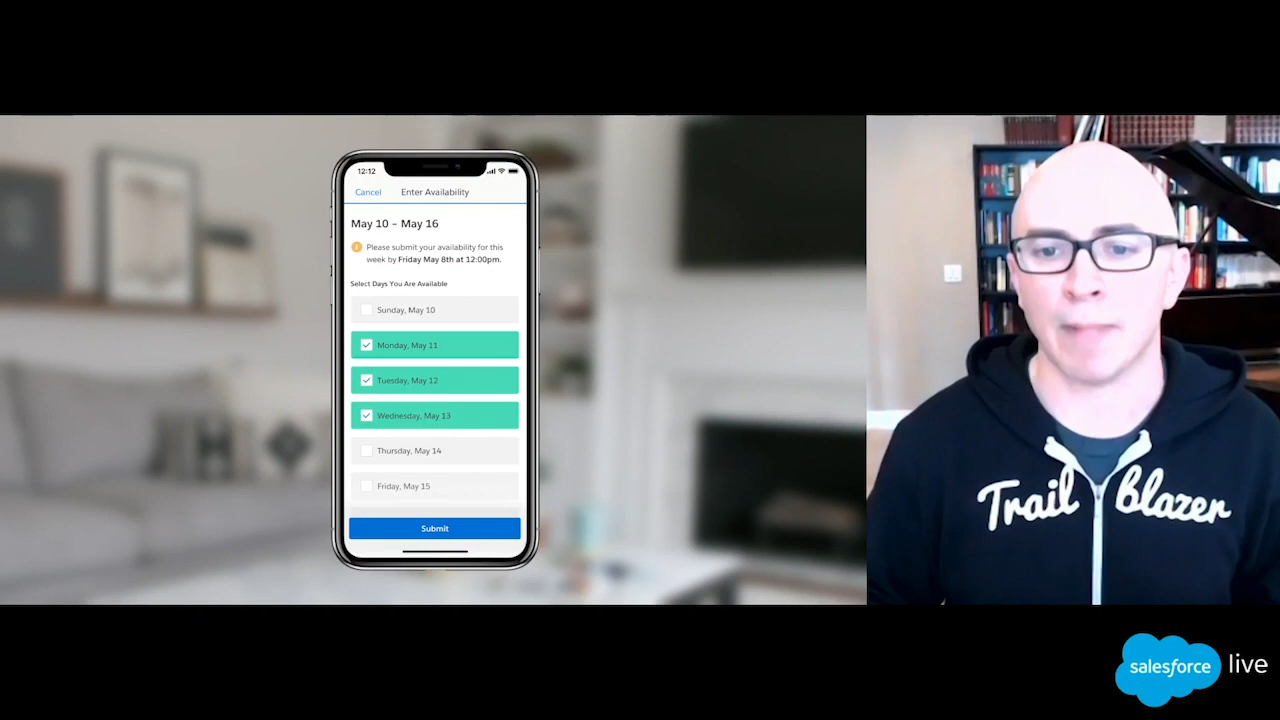 12:12
Cancel
Enter Availability
May 10 – May 16
Please submit your availability for this
week by Friday May 8th at 12:00pm.
Select Days You Are Available
Sunday, May 10
Monday, May 11
Tuesday, May 12
Wednesday, May 13
Thursday, May 14
Friday, May 15
Submit
Trail blazer
salesforce live